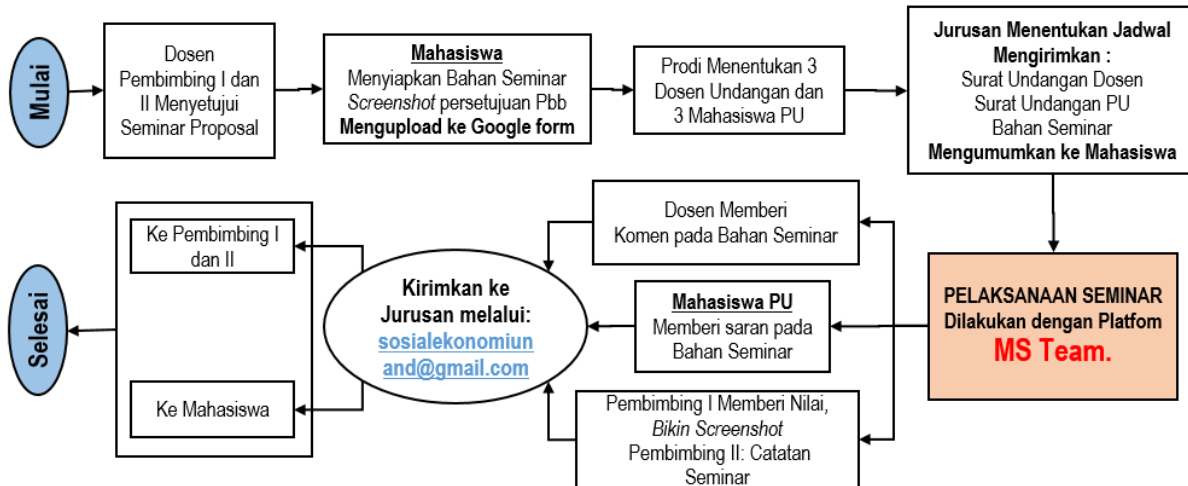 Mulai
Dosen
Pembimbing I dan
II Menyetujui
Seminar Proposal
Mahasiswa
Menyiapkan Bahan Seminar
Screenshot persetujuan Pbb
Mengupload ke Google form
Prodi Menentukan 3
Dosen Undangan dan
3 Mahasiswa PU
Jurusan Menentukan Jadwal
Mengirimkan :
Surat Undangan Dosen
Surat Undangan PU
Bahan Seminar
Mengumumkan ke Mahasiswa
PELAKSANAAN SEMINAR
Dilakukan dengan Platfom
MS Team.
Dosen Memberi
Komen pada Bahan Seminar
Mahasiswa PU
Memberi saran pada
Bahan Seminar
Pembimbing I Memberi Nilai,
Bikin Screenshot
Pembimbing II: Catatan
Seminar
Kirimkan ke
Jurusan melalui:
sosialekonomiun
and@gmail.com
Ke Pembimbing I
dan II
Ke Mahasiswa
Selesai